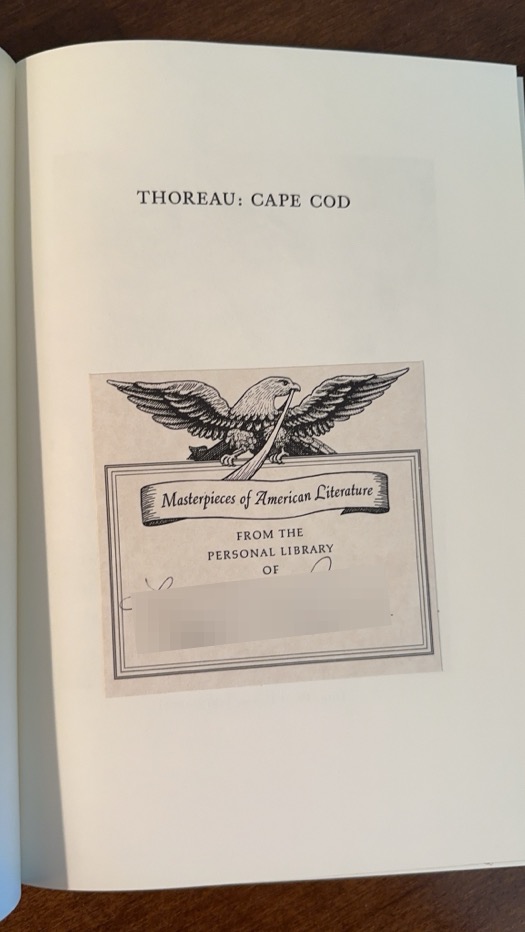 THOREAU: CAPE COD
Masterpieces of American Literature
FROM THE
PERSONAL LIBRARY
OF